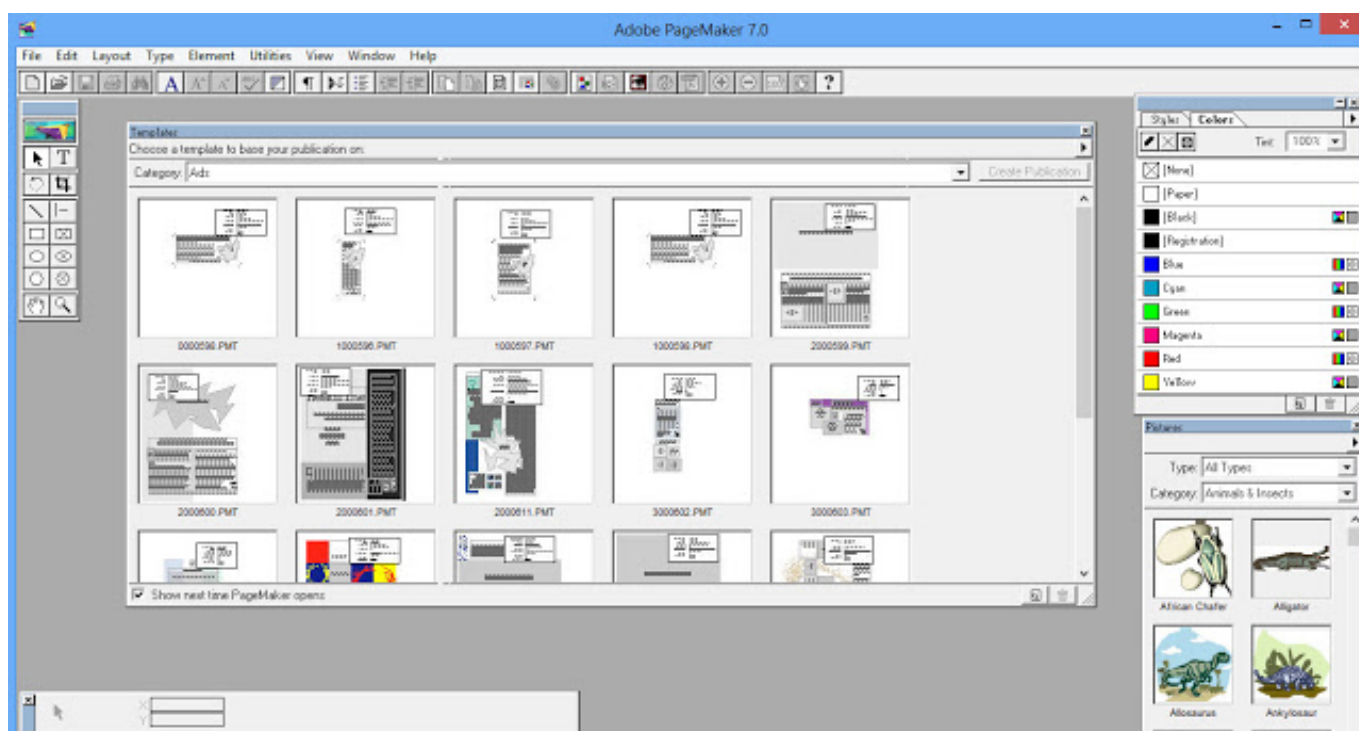 Adobe PageMaker 7.0
File Edit Layout Type Element Utilities View Window Help
Templates
Choose a template to base your publication on:
Category: Ads
Create Publication
0000598.PMT 1000596.PMT 1000597.PMT 1000598.PMT 2000599.PMT
2000600.PMT 2000601.PMT 2000611.PMT 3000602.PMT 3000603.PMT
Show next time PageMaker opens
X
Y
Styles Colors
Tint: 100%
[None]
[Paper]
[Black]
[Registration]
Blue
Cyan
Green
Magenta
Red
Yellow
Pictures
Type: All Types
Category: Animals & Insects
African Chafer Alligator
Allosaurus Ankylosaur